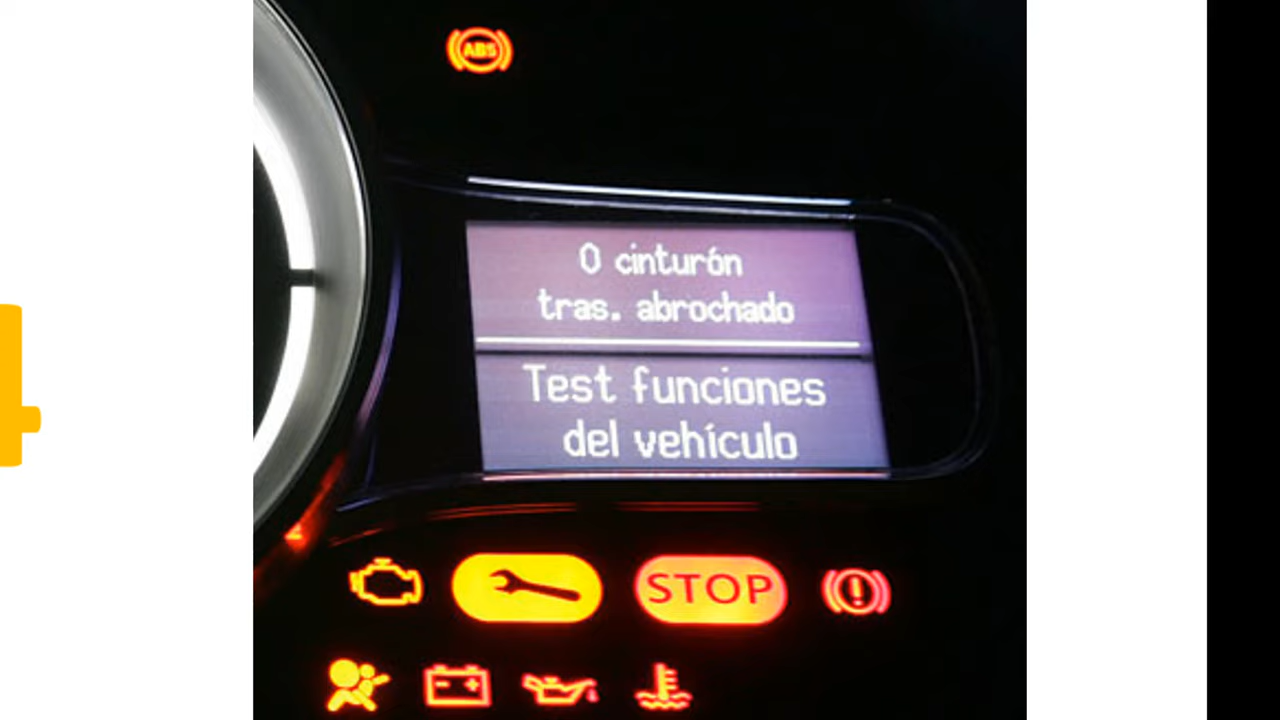 ABS
0 cinturón
tras. abrochado
Test funciones
del vehículo
STOP